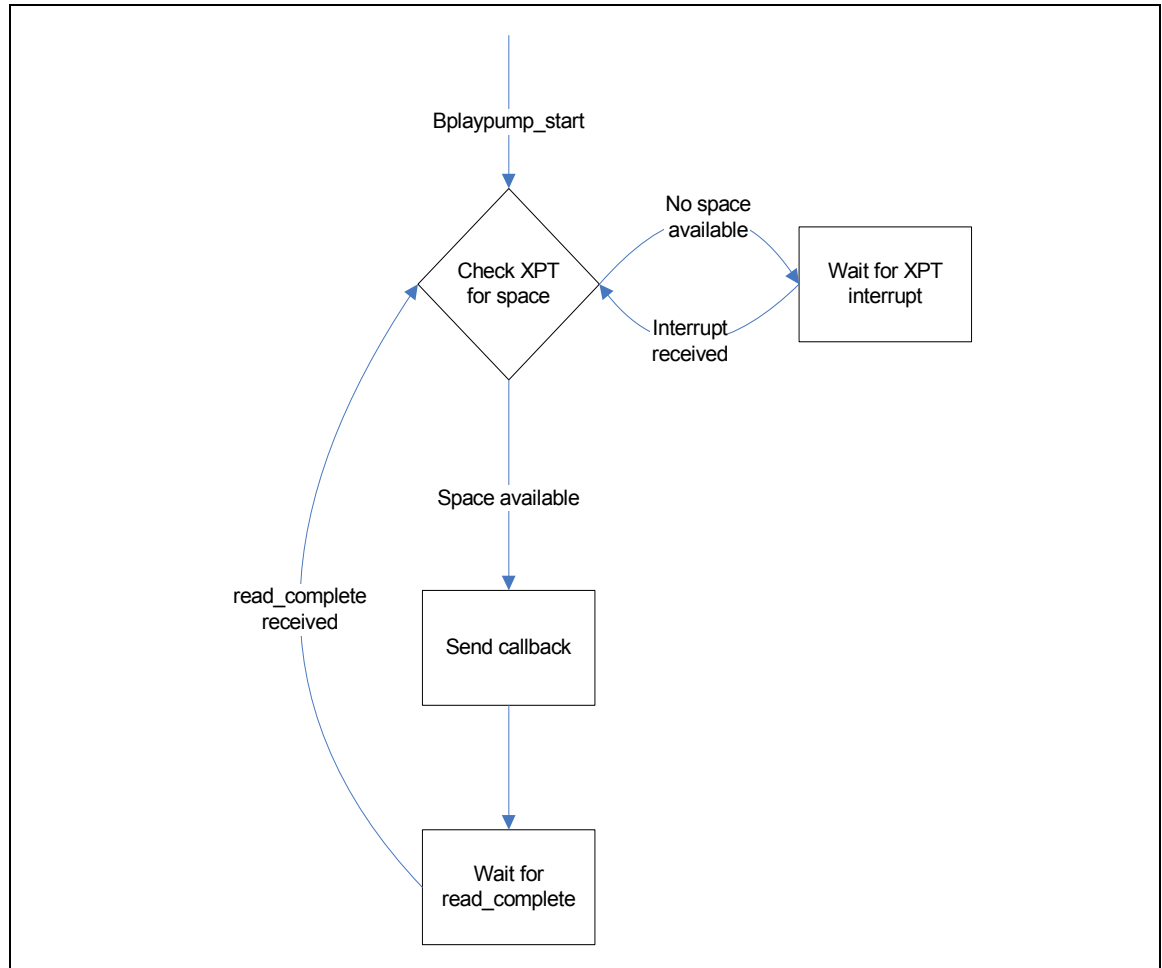 Bplaypump_start
No space
available
Check XPT
for space
Wait for XPT
interrupt
Interrupt
received
Space available
read_complete
received
Send callback
Wait for
read_complete